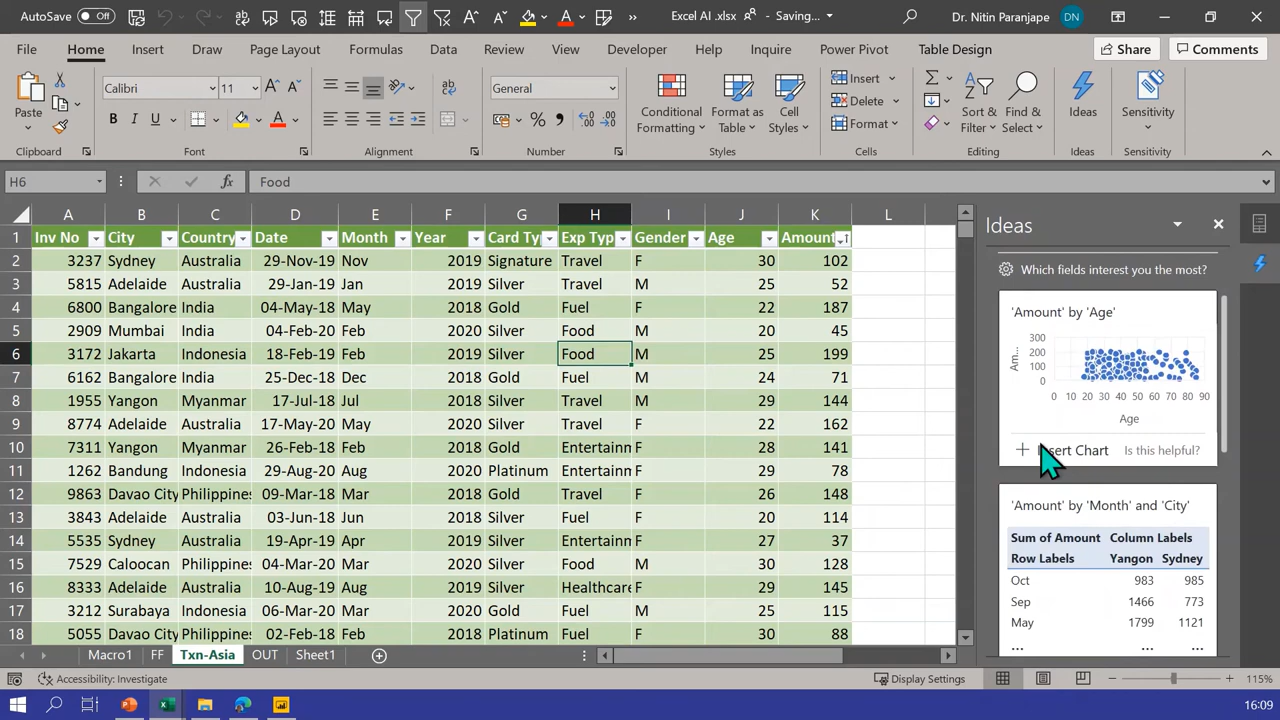 AutoSave Off Excel AI .xlsx - Saving... Dr. Nitin Paranjape DN
File Home Insert Draw Page Layout Formulas Data Review View Developer Help Inquire Power Pivot Table Design Share Comments
Calibri 11 General Insert
Paste Conditional Format as Cell Delete Sort & Find & Ideas Sensitivity
B I U Formatting Table Styles Format Filter Select
Clipboard Font Alignment Number Styles Cells Editing Ideas Sensitivity
H6 fx Food
A B C D E F G H I J K L
1 Inv No City Country Date Month Year Card Ty Exp Typ Gender Age Amount
2 3237 Sydney Australia 29-Nov-19 Nov 2019 Signature Travel F 30 102
3 5815 Adelaide Australia 29-Jan-19 Jan 2019 Silver Travel M 25 52
4 6800 Bangalore India 04-May-18 May 2018 Gold Fuel F 22 187
5 2909 Mumbai India 04-Feb-20 Feb 2020 Silver Food M 20 45
6 3172 Jakarta Indonesia 18-Feb-19 Feb 2019 Silver Food M 25 199
7 6162 Bangalore India 25-Dec-18 Dec 2018 Gold Fuel M 24 71
8 1955 Yangon Myanmar 17-Jul-18 Jul 2018 Silver Travel M 29 144
9 8774 Adelaide Australia 17-May-20 May 2020 Silver Travel F 22 162
10 7311 Yangon Myanmar 26-Feb-18 Feb 2018 Gold Entertainm F 28 141
11 1262 Bandung Indonesia 29-Aug-20 Aug 2020 Platinum Fuel M 29 78
12 9863 Davao City Philippines 09-Mar-18 Mar 2018 Gold Travel M 26 148
13 3843 Adelaide Australia 03-Jun-18 Jun 2018 Silver Fuel M 20 114
14 5535 Sydney Australia 19-Apr-19 Apr 2019 Silver Entertainm F 27 37
15 7529 Caloocan Philippines 04-Mar-20 Mar 2020 Silver Food M 30 128
16 8333 Adelaide Australia 10-Aug-19 Aug 2019 Silver Healthcare F 29 145
17 3212 Surabaya Indonesia 06-Mar-20 Mar 2020 Gold Fuel M 25 115
18 5055 Davao City Philippines 02-Feb-18 Feb 2018 Platinum Fuel M 30 88
Ideas
Which fields interest you the most?
'Amount' by 'Age'
300
200
100
0
Am...
0 10 20 30 40 50 60 70 80 90
Age
Insert Chart Is this helpful?
'Amount' by 'Month' and 'City'
Sum of Amount Column Labels
Row Labels Yangon Sydney
Oct 983 985
Sep 1466 773
May 1799 1121
... ... ...
Macro1 FF Txn-Asia OUT Sheet1
Accessibility: Investigate Display Settings 115%
16:09